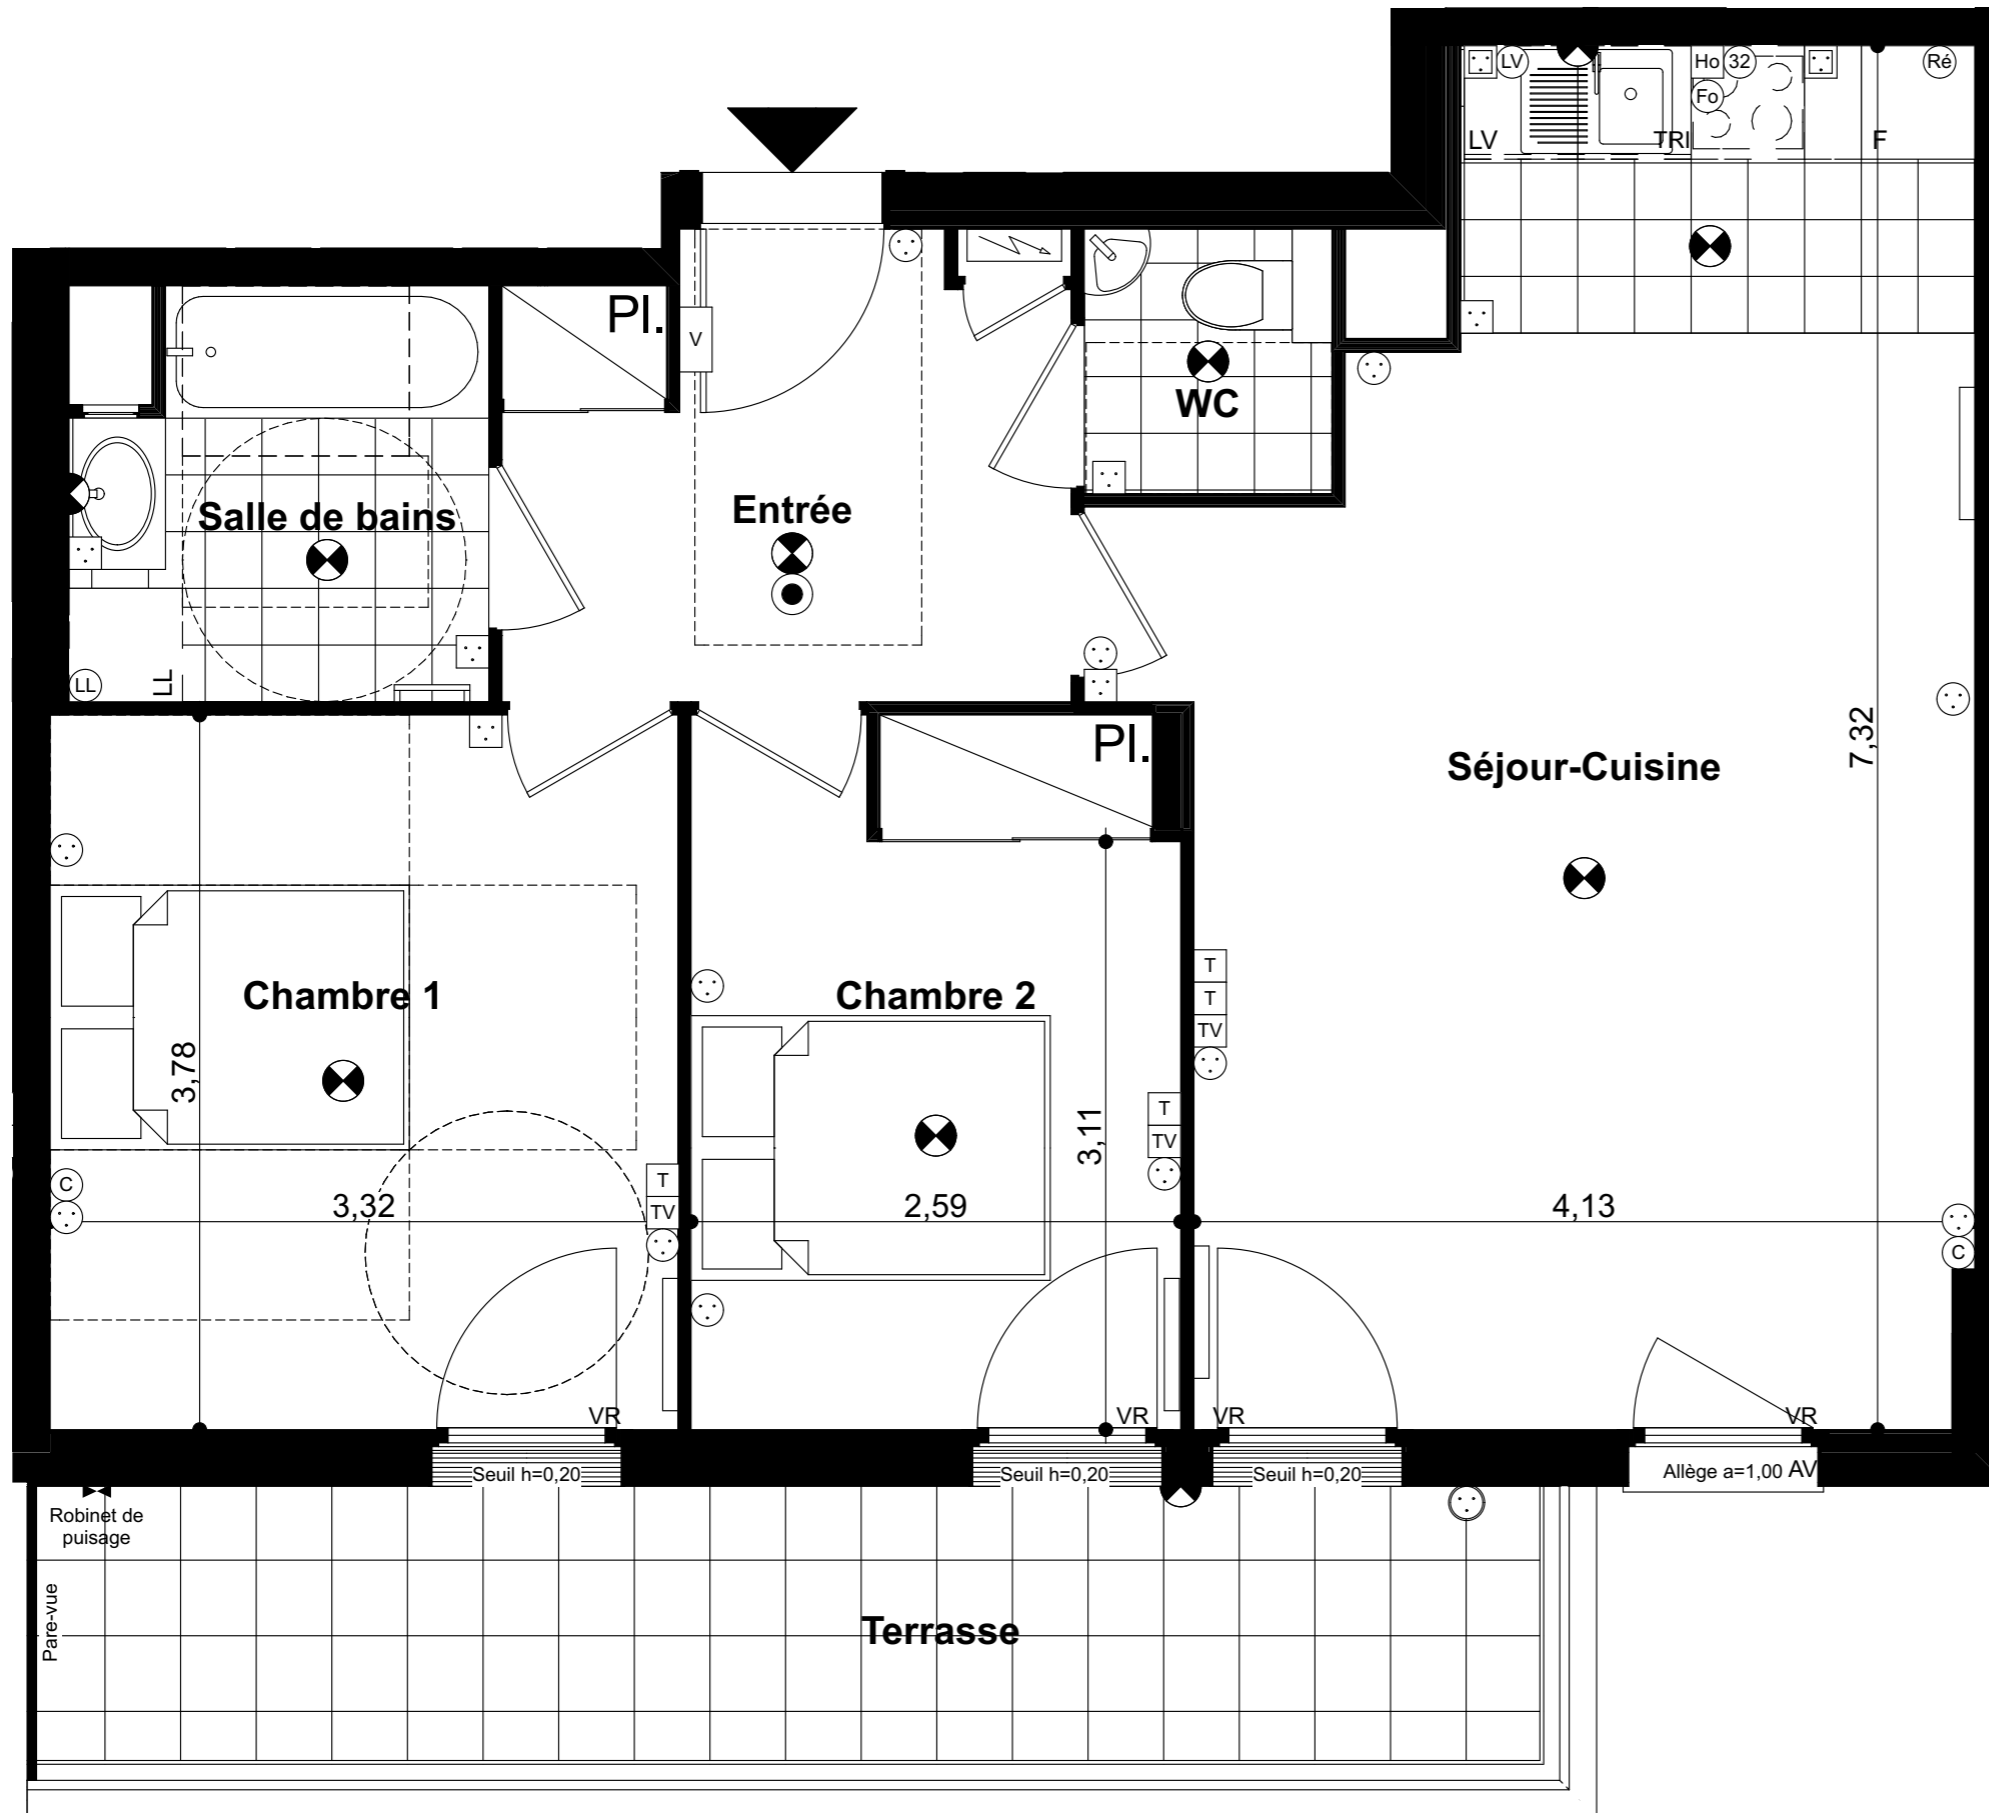 LV
Ho
32
Ré
Fo
LV
TRI
F
Pl.
V
WC
Entrée
Salle de bains
LL
LL
Pl.
7,32
Séjour-Cuisine
T
T
TV
Chambre 1
Chambre 2
3,78
3,11
T
TV
C
T
TV
3,32
2,59
4,13
C
VR
VR
VR
VR
Seuil h=0,20
Seuil h=0,20
Seuil h=0,20
Allège a=1,00
AV
Robinet de
puisage
Pare-vue
Terrasse